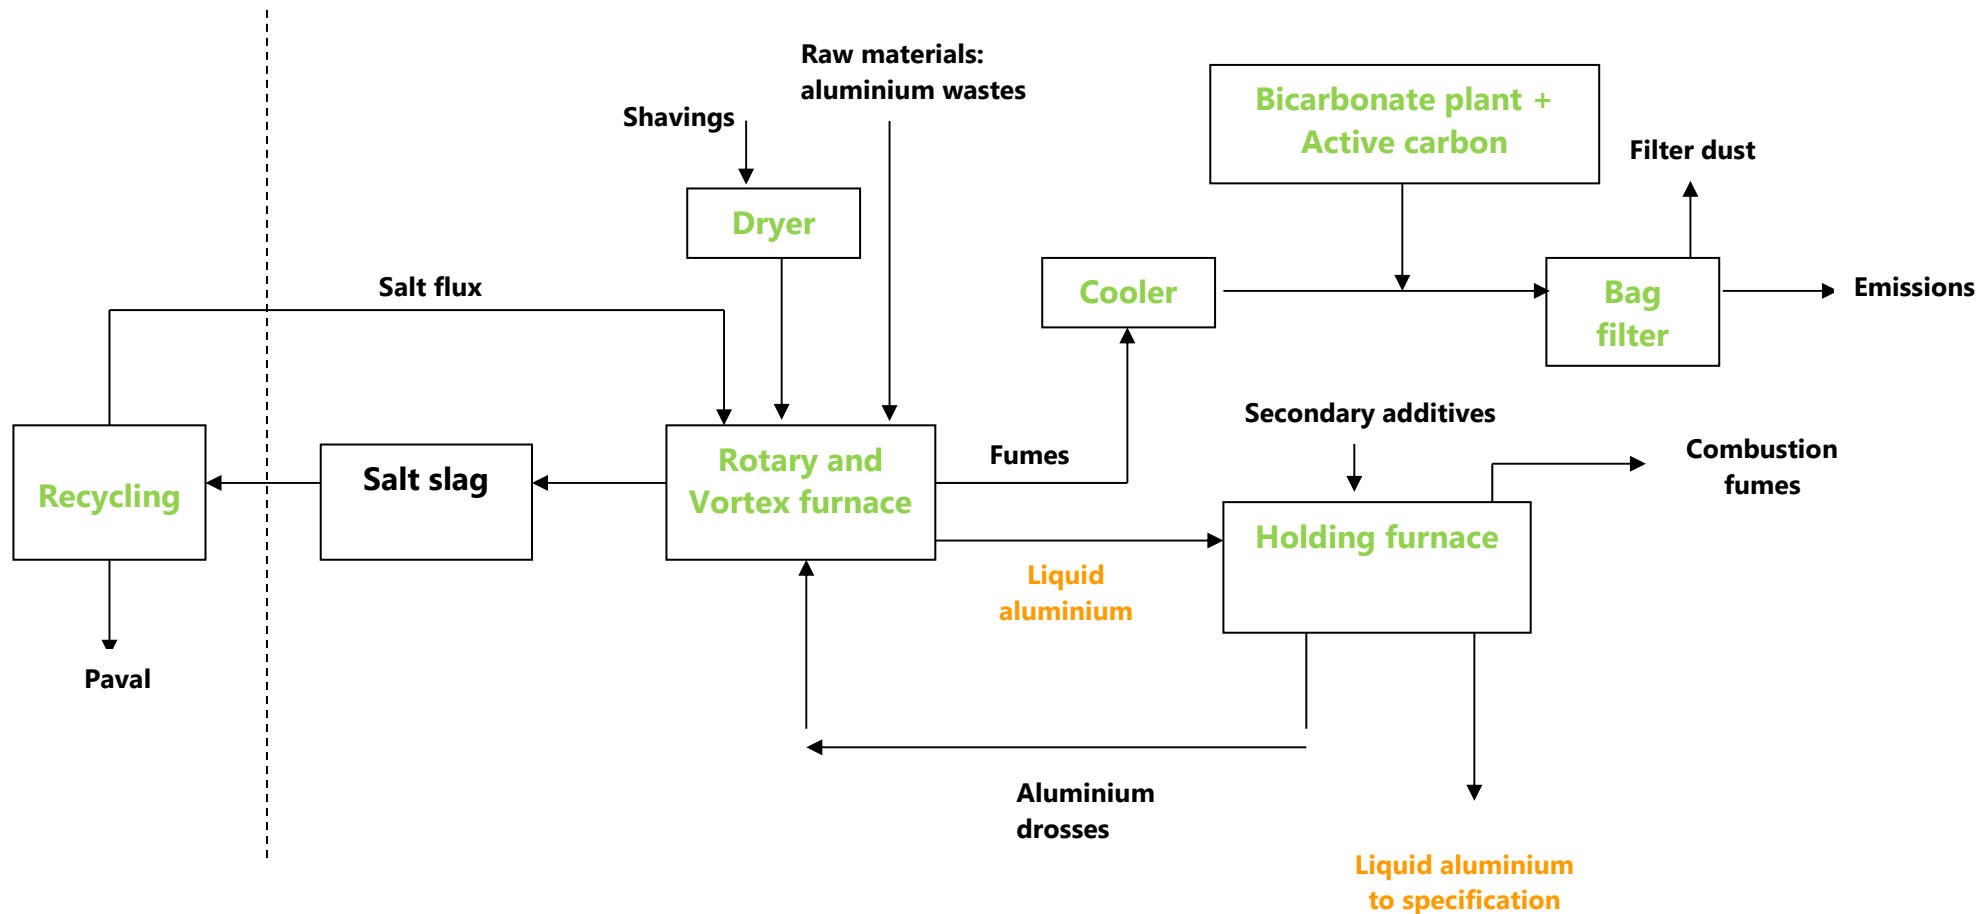 Raw materials:
aluminium wastes
Shavings
Bicarbonate plant +
Active carbon
Filter dust
Dryer
Salt flux
Cooler
Bag
filter
Emissions
Secondary additives
Recycling
Salt slag
Rotary and
Vortex furnace
Fumes
Combustion
fumes
Holding furnace
Liquid
aluminium
Paval
Aluminium
drosses
Liquid aluminium
to specification